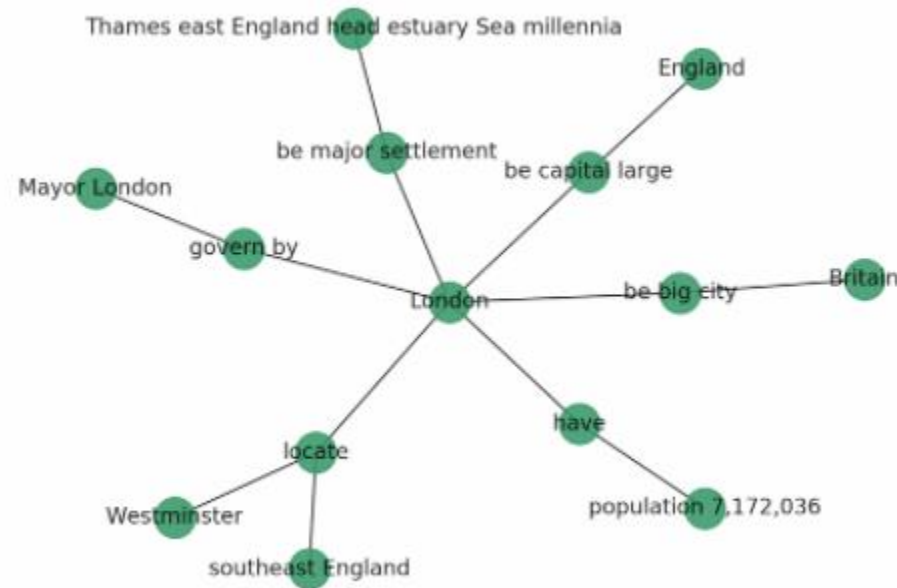 Thames east England head estuary Sea millennia
England
be major settlement
be capital large
Mayor London
govern by
London
be big city
Britain
have
locate
population 7,172,036
Westminster
southeast England